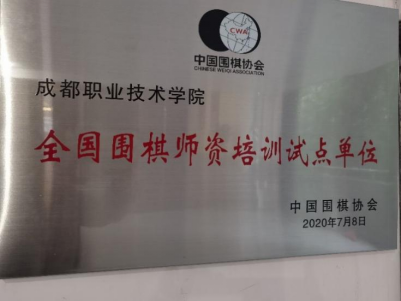 CWA
中国围棋协会
CHINESE WEIQI ASSOCIATION
成都职业技术学院
全国围棋师资培训试点单位
中国围棋协会
2020年7月8日